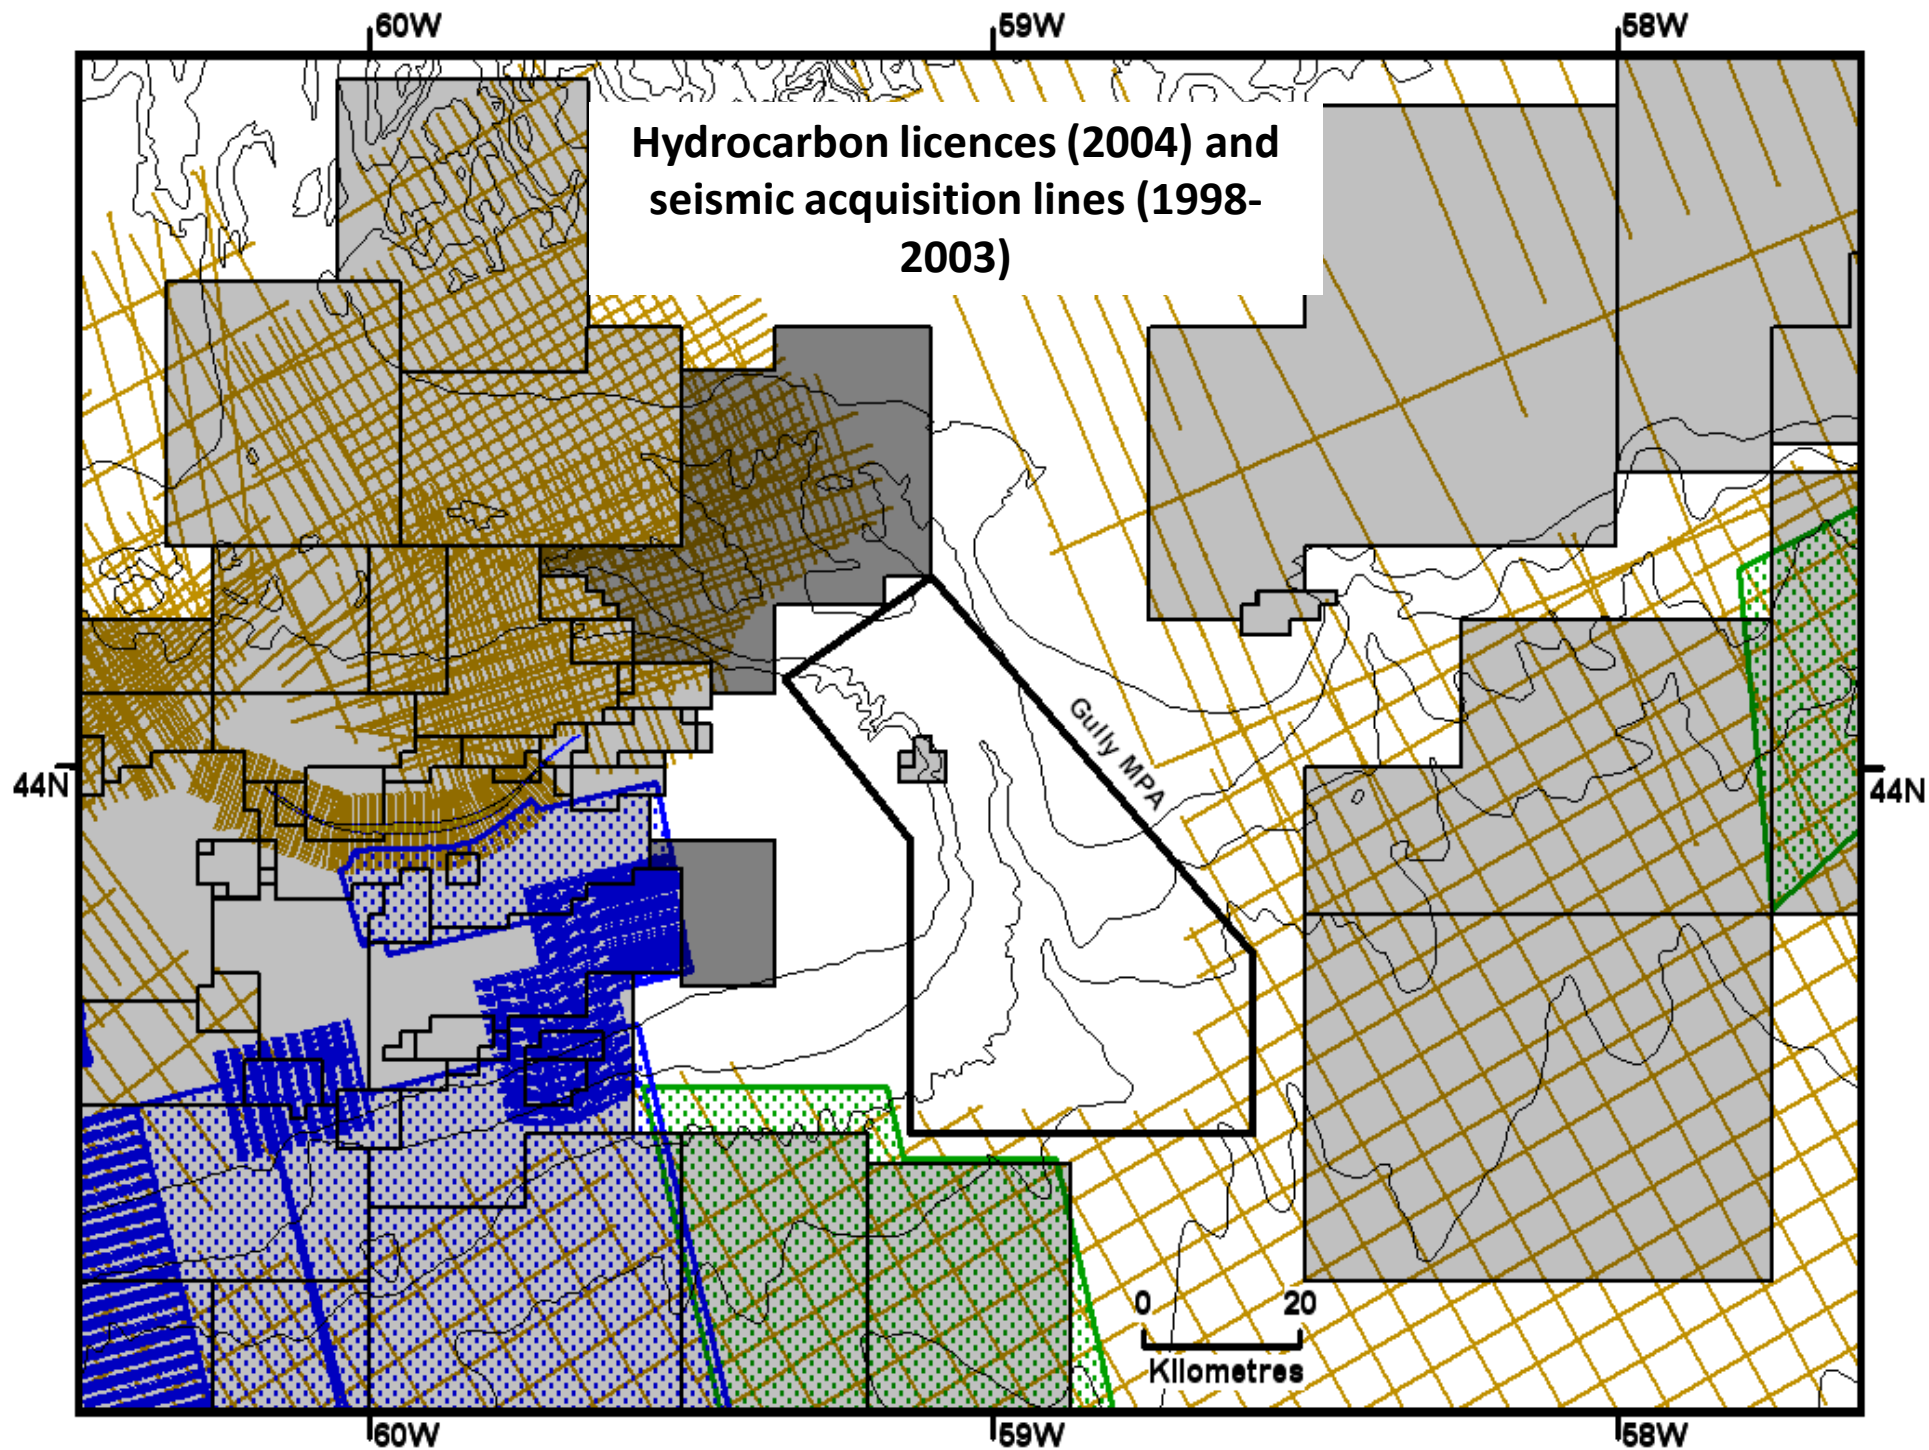 60W
59W
58W
Hydrocarbon licences (2004) and
seismic acquisition lines (1998-
2003)
Gully MPA
44N
44N
0 20
Kilometres
60W
59W
58W